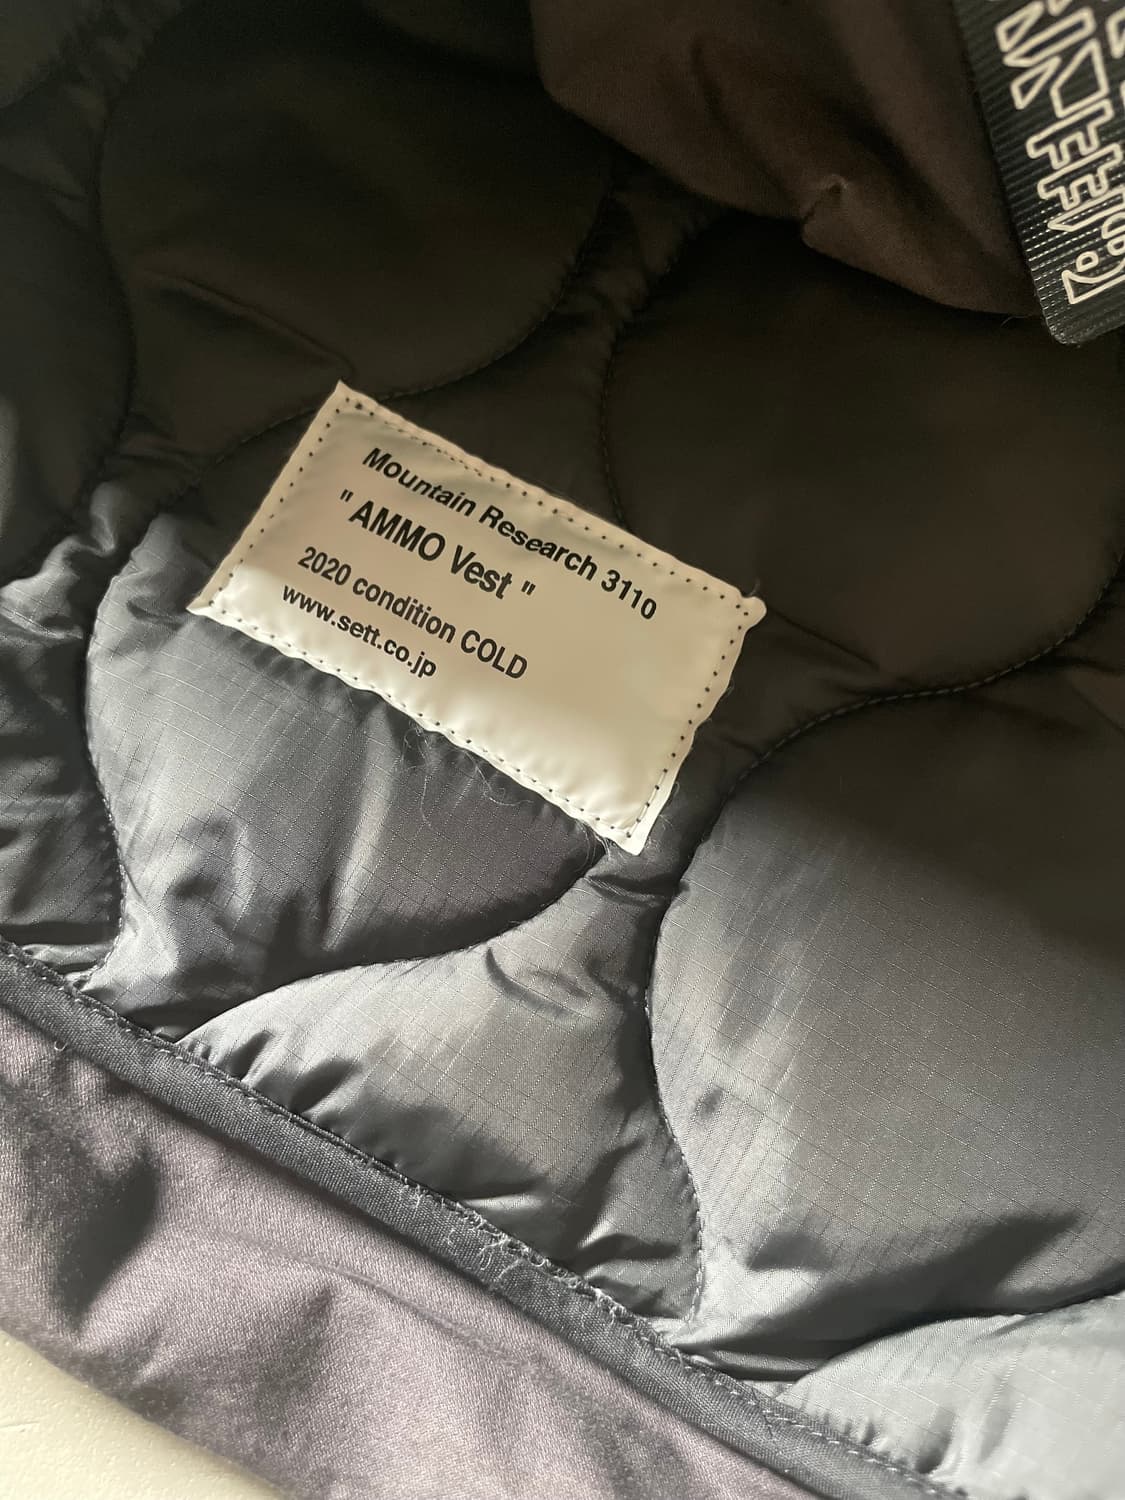 Mountain Research 3110
" AMMO Vest "
2020 condition COLD
www.sett.co.jp